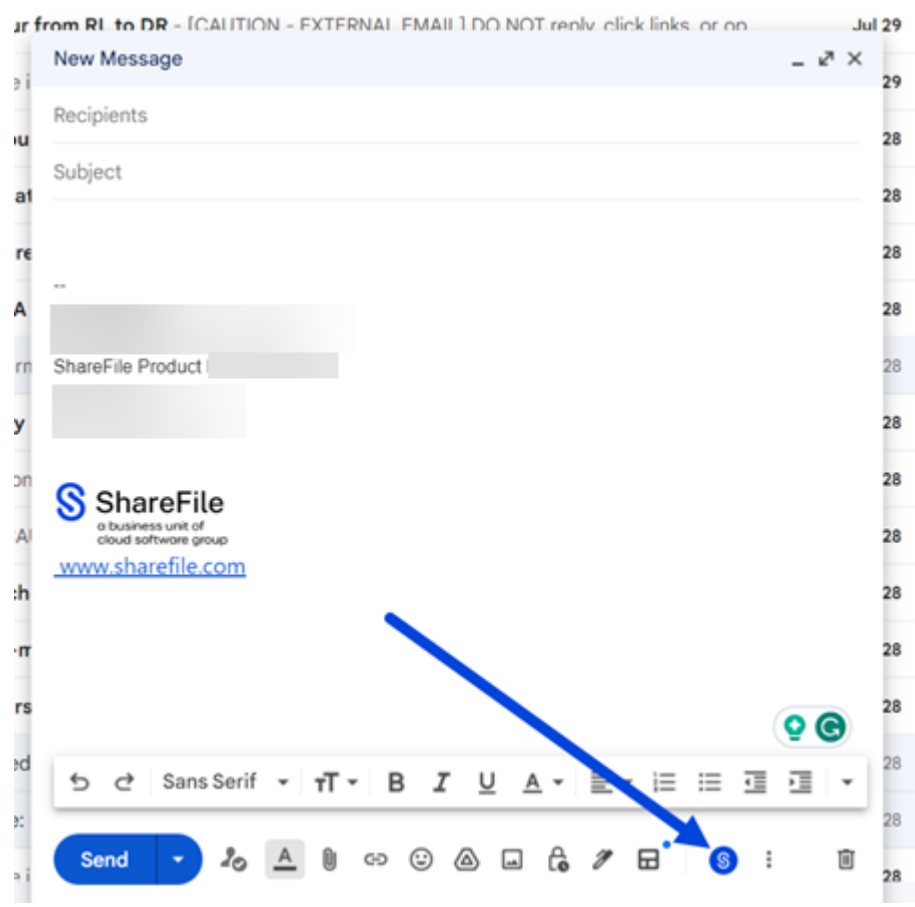 from RL to DR - [CAUTION - EXTERNAL EMAIL] DO NOT reply, click links, or op Jul 29
New Message
29
Recipients
28
Subject
28
28
--
A 28
ShareFile Product
28
y 28
28
ShareFile
a business unit of
cloud software group
28
www.sharefile.com
28
28
28
28
Sans Serif
B I U A
28
Send
A
28